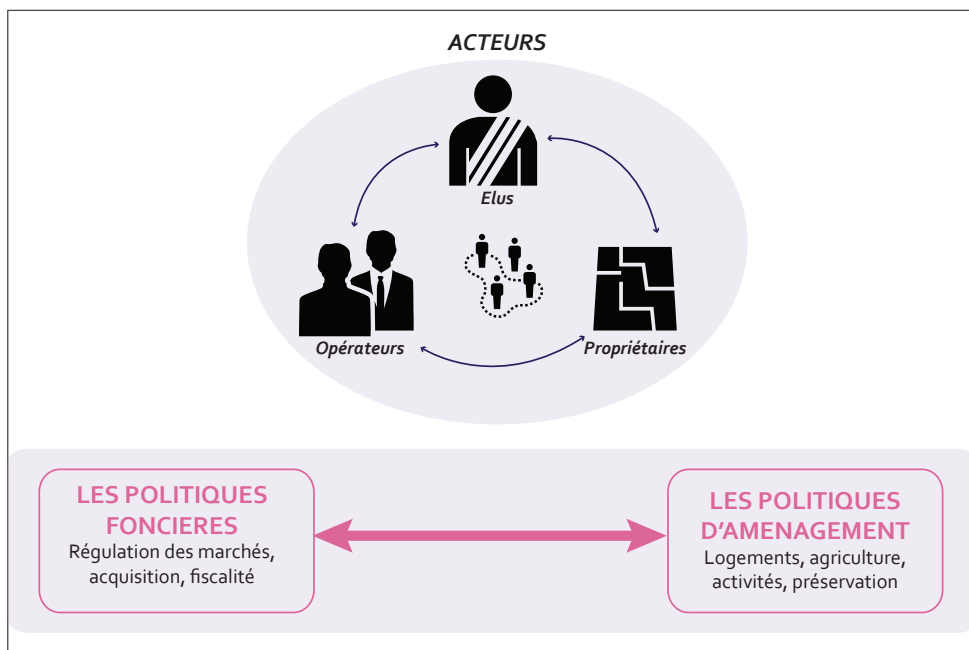 ACTEURS
Elus
Opérateurs
Propriétaires
LES POLITIQUES
FONCIERES
Régulation des marchés,
acquisition, fiscalité
LES POLITIQUES
D'AMENAGEMENT
Logements, agriculture,
activités, préservation